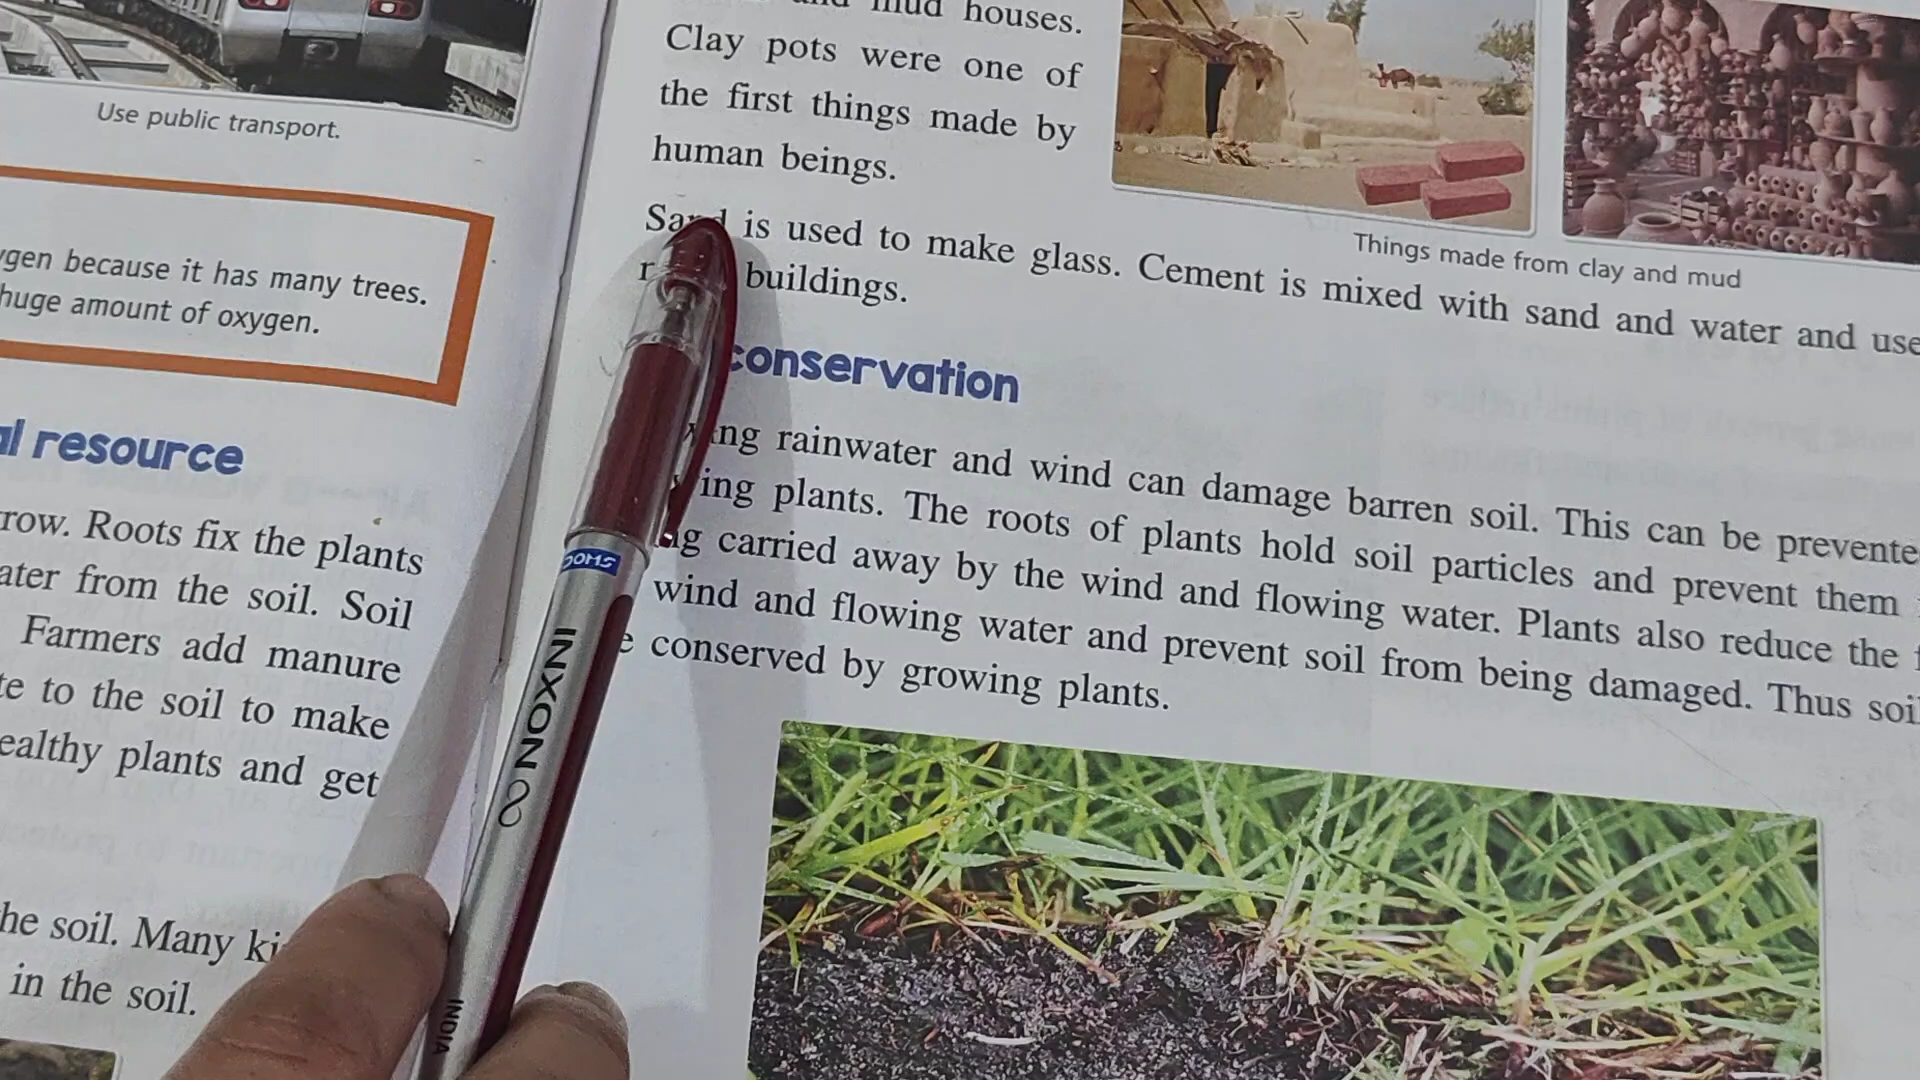 Use public transport.
ygen because it has many trees.
huge amount of oxygen.
al resource
row. Roots fix the plants
ater from the soil. Soil
Farmers add manure
te to the soil to make
ealthy plants and get
he soil. Many ki
in the soil.
and mud houses.
Clay pots were one of
the first things made by
human beings.
Things made from clay and mud
Sand is used to make glass. Cement is mixed with sand and water and use
buildings.
conservation
ing rainwater and wind can damage barren soil. This can be prevente
ing plants. The roots of plants hold soil particles and prevent them
ng carried away by the wind and flowing water. Plants also reduce the f
wind and flowing water and prevent soil from being damaged. Thus soil
e conserved by growing plants.
DOMS
INXON
INDIA